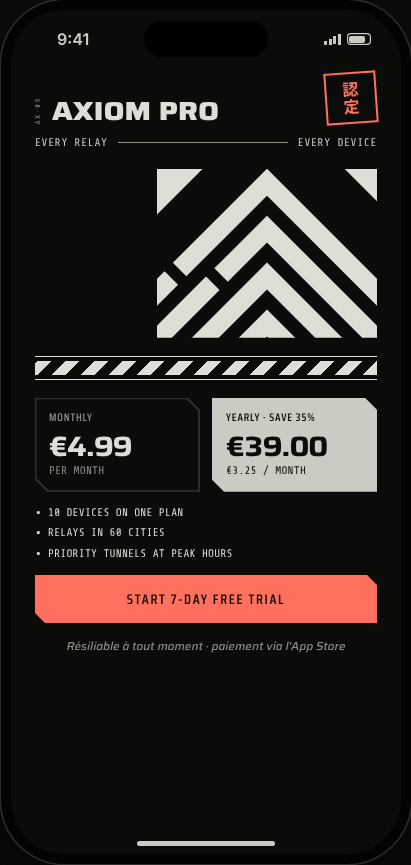 9:41
認定
AX·09
AXIOM PRO
EVERY RELAY
EVERY DEVICE
MONTHLY
€4.99
PER MONTH
YEARLY · SAVE 35%
€39.00
€3.25 / MONTH
▪ 10 DEVICES ON ONE PLAN
▪ RELAYS IN 60 CITIES
▪ PRIORITY TUNNELS AT PEAK HOURS
START 7-DAY FREE TRIAL
Résiliable à tout moment · paiement via l'App Store